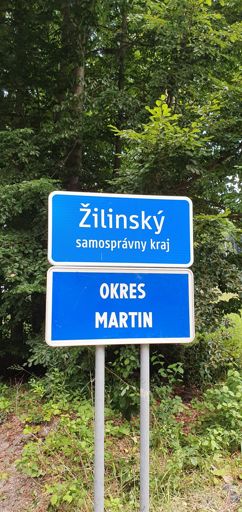 Žilinský
samosprávny kraj
OKRES
MARTIN